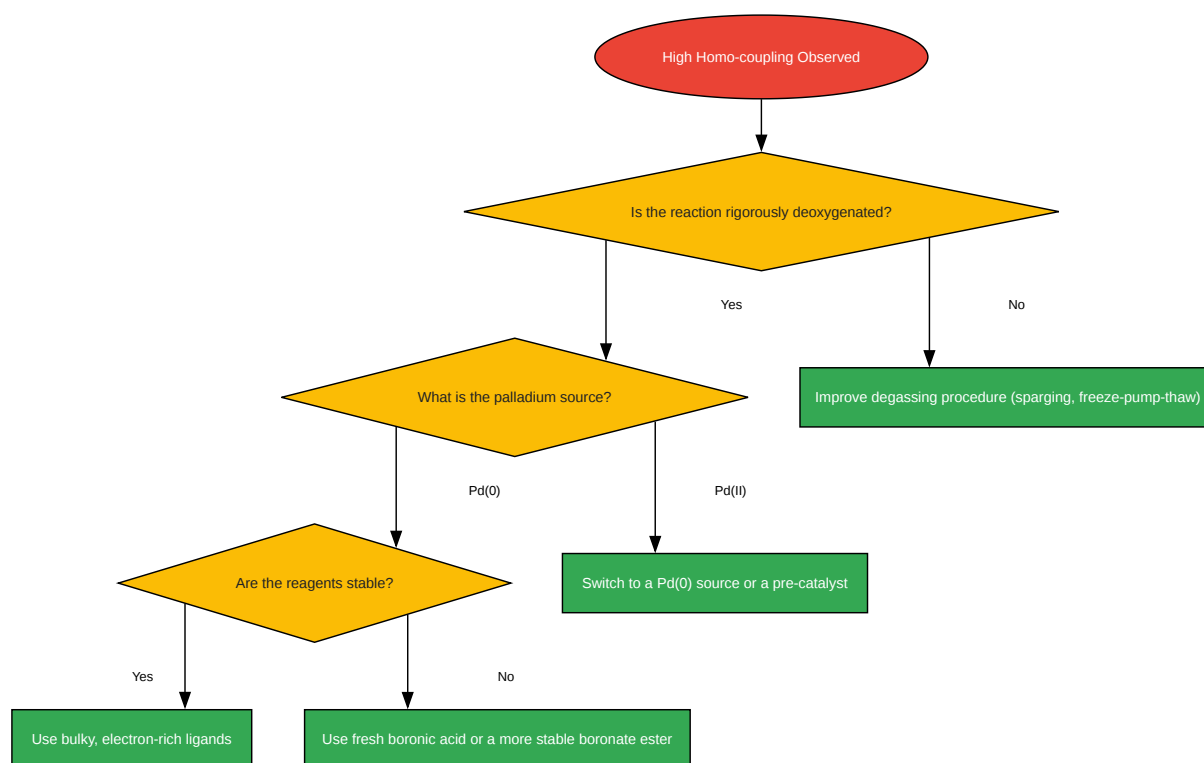 High Homo-coupling Observed
Is the reaction rigorously deoxygenated?
Yes
No
What is the palladium source?
Improve degassing procedure (sparging, freeze-pump-thaw)
Pd(0)
Pd(II)
Are the reagents stable?
Switch to a Pd(0) source or a pre-catalyst
Yes
No
Use bulky, electron-rich ligands
Use fresh boronic acid or a more stable boronate ester